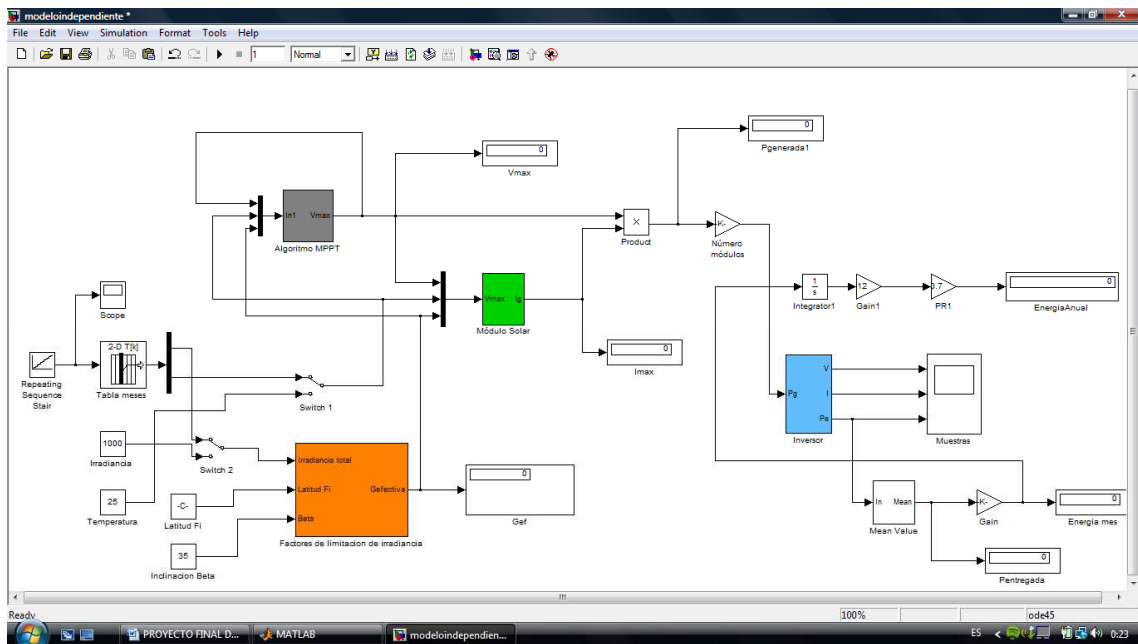 modeloindependiente *
File Edit View Simulation Format Tools Help
1 Normal
0
Pgenerada1
0
Vmax
In1 Vmax
Algoritmo MPPT
×
Product
-K-
Número
módulos
1
s
Integrator1
12
Gain1
0.7
PR1
0
EnergiaAnual
Scope
Vmax Ig
Módulo Solar
0
Imax
Repeating
Sequence
Stair
2-D T[k]
Tabla meses
Switch 1
Pg V I Pe
Inversor
Muestras
1000
Irradiancia
Switch 2
Irradiancia total
Latitud Fi
Beta
Gefectiva
Factores de limitacion de irradiancia
0
Gef
25
Temperatura
-C-
Latitud Fi
35
Inclinacion Beta
In Mean
Mean Value
-K-
Gain
0
Energia mes
0
Pentregada
Ready 100% ode45
PROYECTO FINAL D... MATLAB modeloindependien... ES 0:23